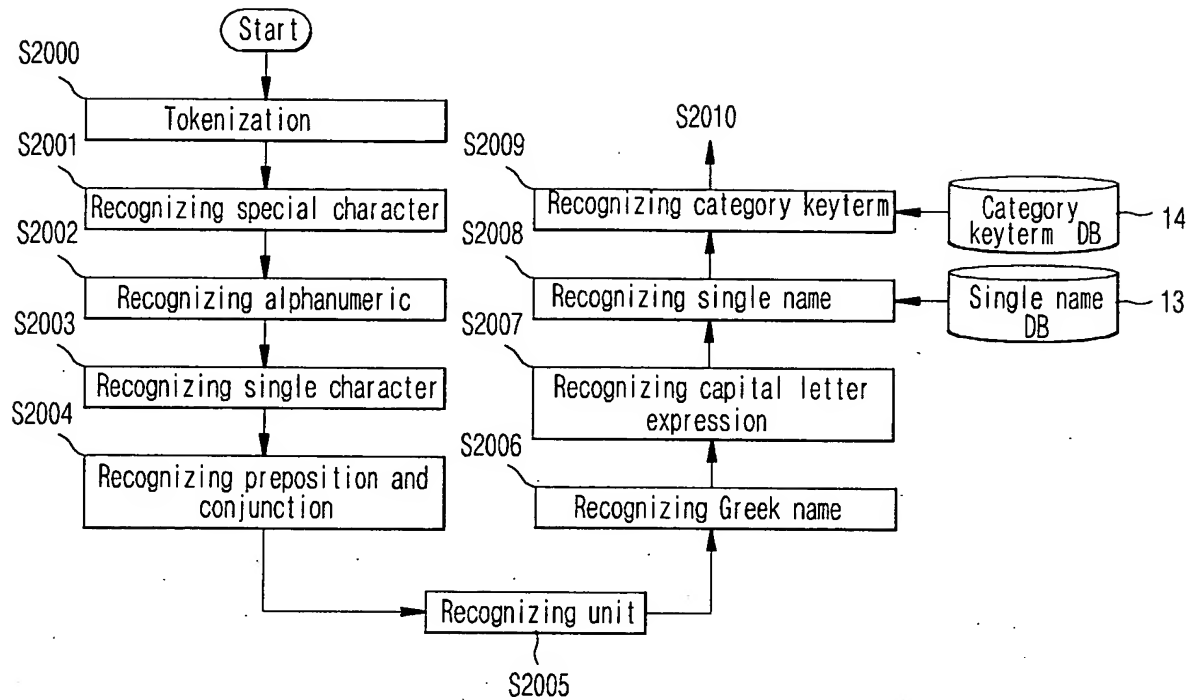 Start
S2000
Tokenization
S2001
Recognizing special character
S2002
Recognizing alphanumeric
S2003
Recognizing single character
S2004
Recognizing preposition and
conjunction
Recognizing unit
S2005
S2006
Recognizing Greek name
S2007
Recognizing capital letter
expression
S2008
Recognizing single name
Single name
DB
13
S2009
Recognizing category keyterm
Category
keyterm DB
14
S2010